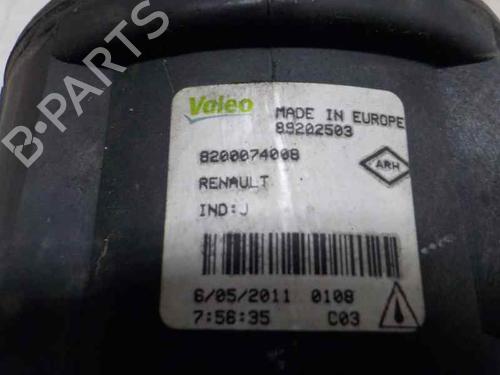 Valeo
MADE IN EUROPE
89202503
8200074008
ARH
RENAULT
IND:J
6/05/2011 0108
7:56:35 C03
B-PARTS